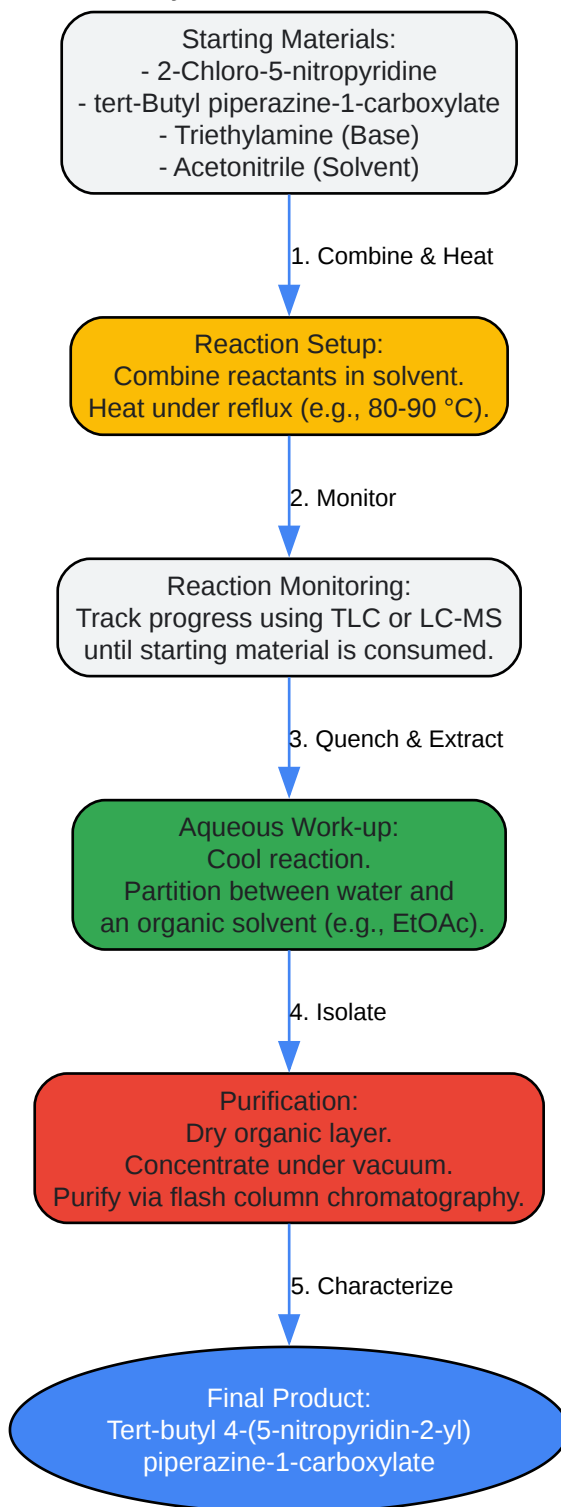 Starting Materials:
- 2-Chloro-5-nitropyridine
- tert-Butyl piperazine-1-carboxylate
- Triethylamine (Base)
- Acetonitrile (Solvent)
1. Combine & Heat
Reaction Setup:
Combine reactants in solvent.
Heat under reflux (e.g., 80-90 °C).
2. Monitor
Reaction Monitoring:
Track progress using TLC or LC-MS
until starting material is consumed.
3. Quench & Extract
Aqueous Work-up:
Cool reaction.
Partition between water and
an organic solvent (e.g., EtOAc).
4. Isolate
Purification:
Dry organic layer.
Concentrate under vacuum.
Purify via flash column chromatography.
5. Characterize
Final Product:
Tert-butyl 4-(5-nitropyridin-2-yl)
piperazine-1-carboxylate